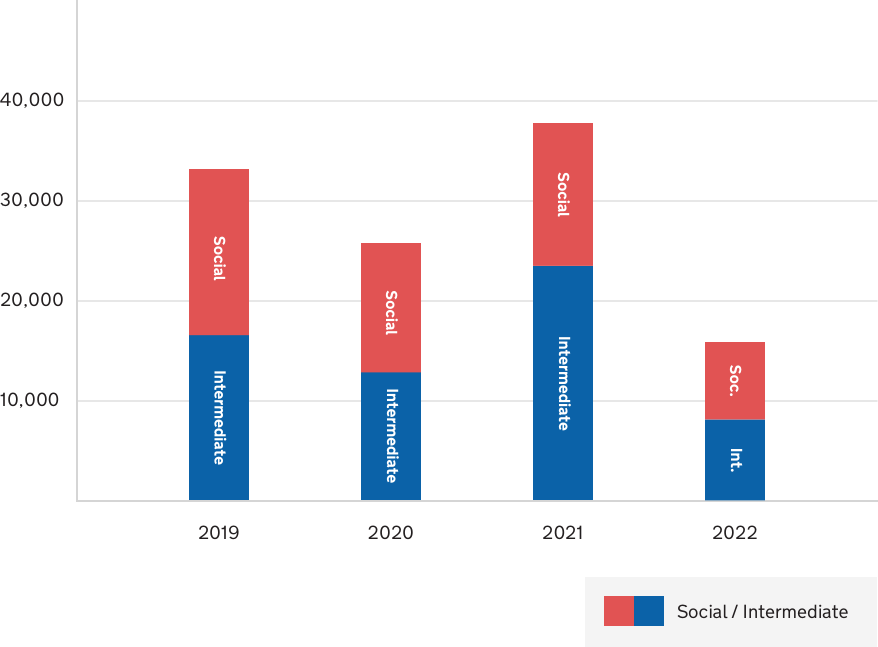 40,000
30,000
20,000
10,000
Social
Intermediate
Social
Intermediate
Social
Intermediate
Soc.
Int.
2019
2020
2021
2022
Social / Intermediate